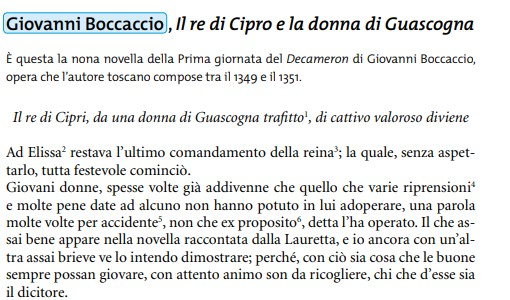 Giovanni Boccaccio, Il re di Cipro e la donna di Guascogna
È questa la nona novella della Prima giornata del Decameron di Giovanni Boccaccio,
opera che l'autore toscano compose tra il 1349 e il 1351.
Il re di Cipri, da una donna di Guascogna trafitto¹, di cattivo valoroso diviene
Ad Elissa² restava l'ultimo comandamento della reina³; la quale, senza aspet-
tarlo, tutta festevole cominciò.
Giovani donne, spesse volte già addivenne che quello che varie riprensioni⁴
e molte pene date ad alcuno non hanno potuto in lui adoperare, una parola
molte volte per accidente⁵, non che ex proposito⁶, detta l'ha operato. Il che as-
sai bene appare nella novella raccontata dalla Lauretta, e io ancora con un'al-
tra assai brieve ve lo intendo dimostrare; perché, con ciò sia cosa che le buone
sempre possan giovare, con attento animo son da ricogliere, chi che d'esse sia
il dicitore.